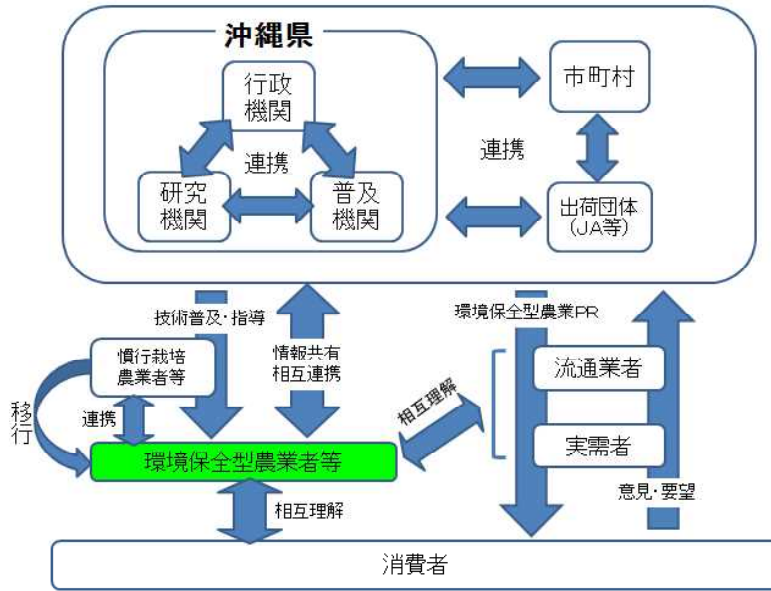 沖縄県
行政
機関
連携
研究
機関
普及
機関
市町村
連携
出荷団体
(JA等)
技術普及・指導
情報共有
相互連携
環境保全型農業PR
慣行栽培
農業者等
移行
連携
環境保全型農業者等
相互理解
流通業者
実需者
意見・要望
相互理解
消費者